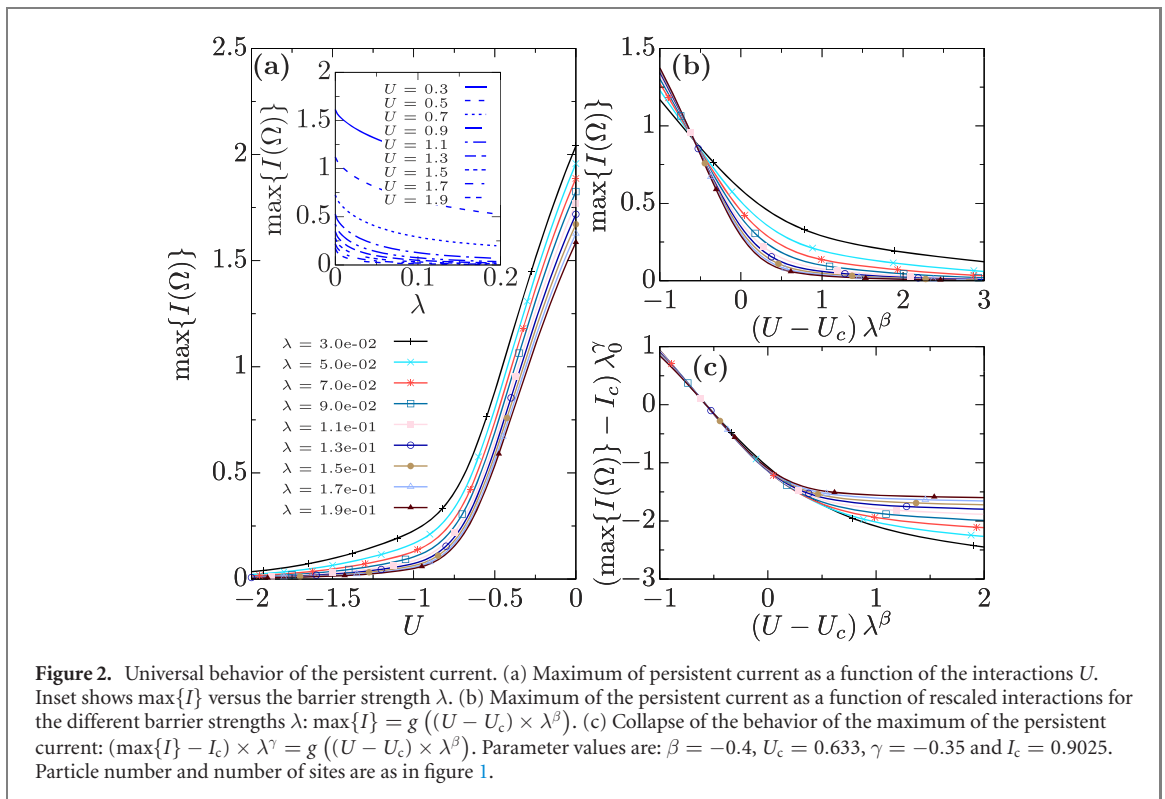 (a)
max{I(Ω)}
2
1.5
1
0.5
0
0
0.1
0.2
λ
U = 0.3
U = 0.5
U = 0.7
U = 0.9
U = 1.1
U = 1.3
U = 1.5
U = 1.7
U = 1.9
max{I(Ω)}
2.5
2
1.5
1
0.5
0
λ = 3.0e-02
λ = 5.0e-02
λ = 7.0e-02
λ = 9.0e-02
λ = 1.1e-01
λ = 1.3e-01
λ = 1.5e-01
λ = 1.7e-01
λ = 1.9e-01
−2 −1.5 −1 −0.5 0
U
(b)
max{I(Ω)}
1.5
1
0.5
0
−1 0 1 2 3
(U − U_c) λ^β
(c)
(max{I(Ω)} − I_c) λ_0^γ
1
0
−1
−2
−3
−1 0 1 2
(U − U_c) λ^β
Figure 2. Universal behavior of the persistent current. (a) Maximum of persistent current as a function of the interactions U.
Inset shows max{I} versus the barrier strength λ. (b) Maximum of the persistent current as a function of rescaled interactions for
the different barrier strengths λ: max{I} = g ((U − U_c) × λ^β). (c) Collapse of the behavior of the maximum of the persistent
current: (max{I} − I_c) × λ^γ = g ((U − U_c) × λ^β). Parameter values are: β = −0.4, U_c = 0.633, γ = −0.35 and I_c = 0.9025.
Particle number and number of sites are as in figure 1.